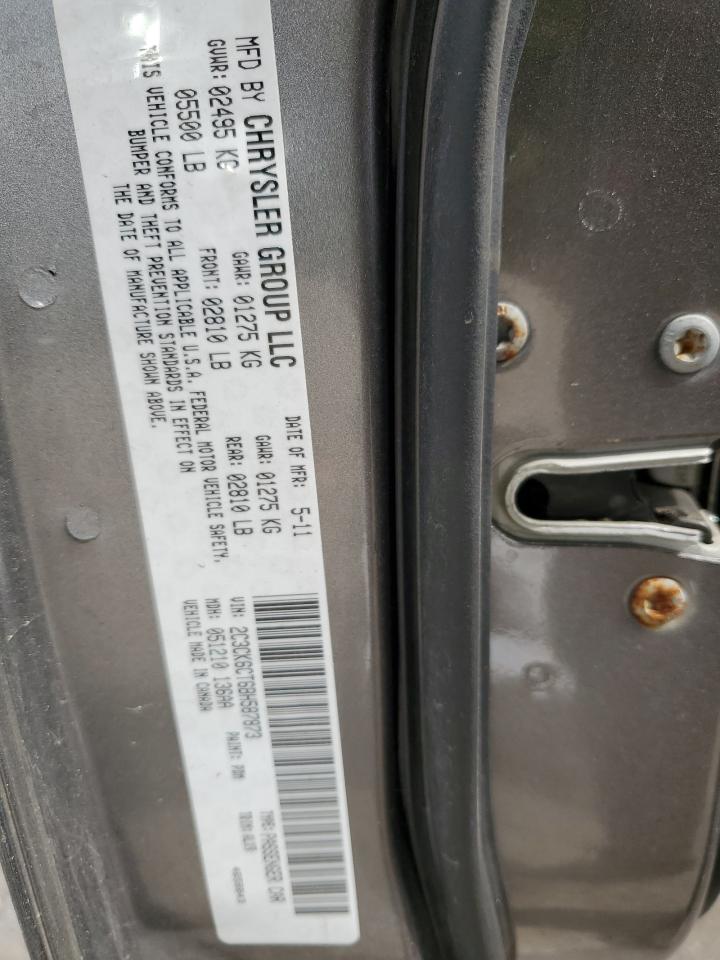 MFD BY CHRYSLER GROUP LLC
DATE OF MFR: 5-11
GVWR: 02495 KG
GAWR: 01275 KG
GAWR: 01275 KG
05500 LB
FRONT: 02810 LB
REAR: 02810 LB
THIS VEHICLE CONFORMS TO ALL APPLICABLE U.S.A. FEDERAL MOTOR VEHICLE SAFETY,
BUMPER AND THEFT PREVENTION STANDARDS IN EFFECT ON
THE DATE OF MANUFACTURE SHOWN ABOVE.
VIN: 2C3CK6CT6BH587873
TYPE: PASSENGER CAR
MDH: 051210 136AA
PAINT: PDM
TRIM:
VEHICLE MADE IN CANADA